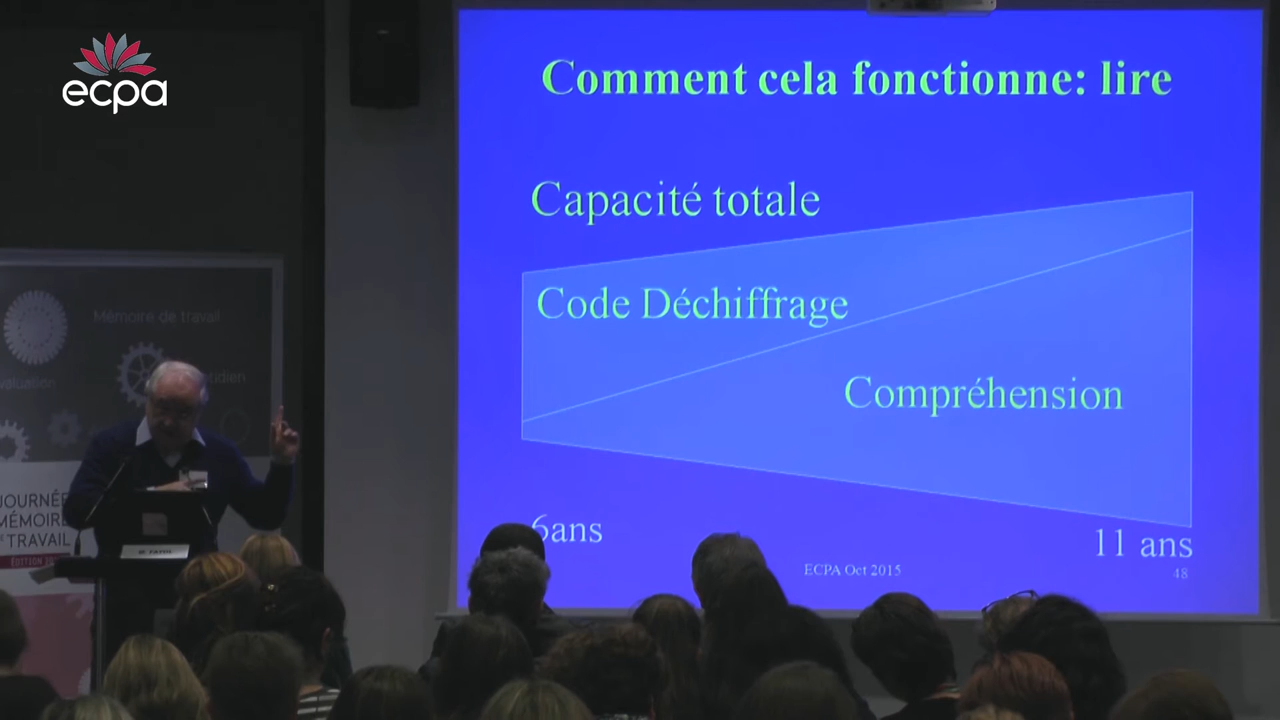 ecpa
Comment cela fonctionne: lire
Capacité totale
Code Déchiffrage
Compréhension
6ans
11 ans
ECPA Oct 2015
48
Mémoire de travail
JOURNÉE
MÉMOIRE
DE TRAVAIL